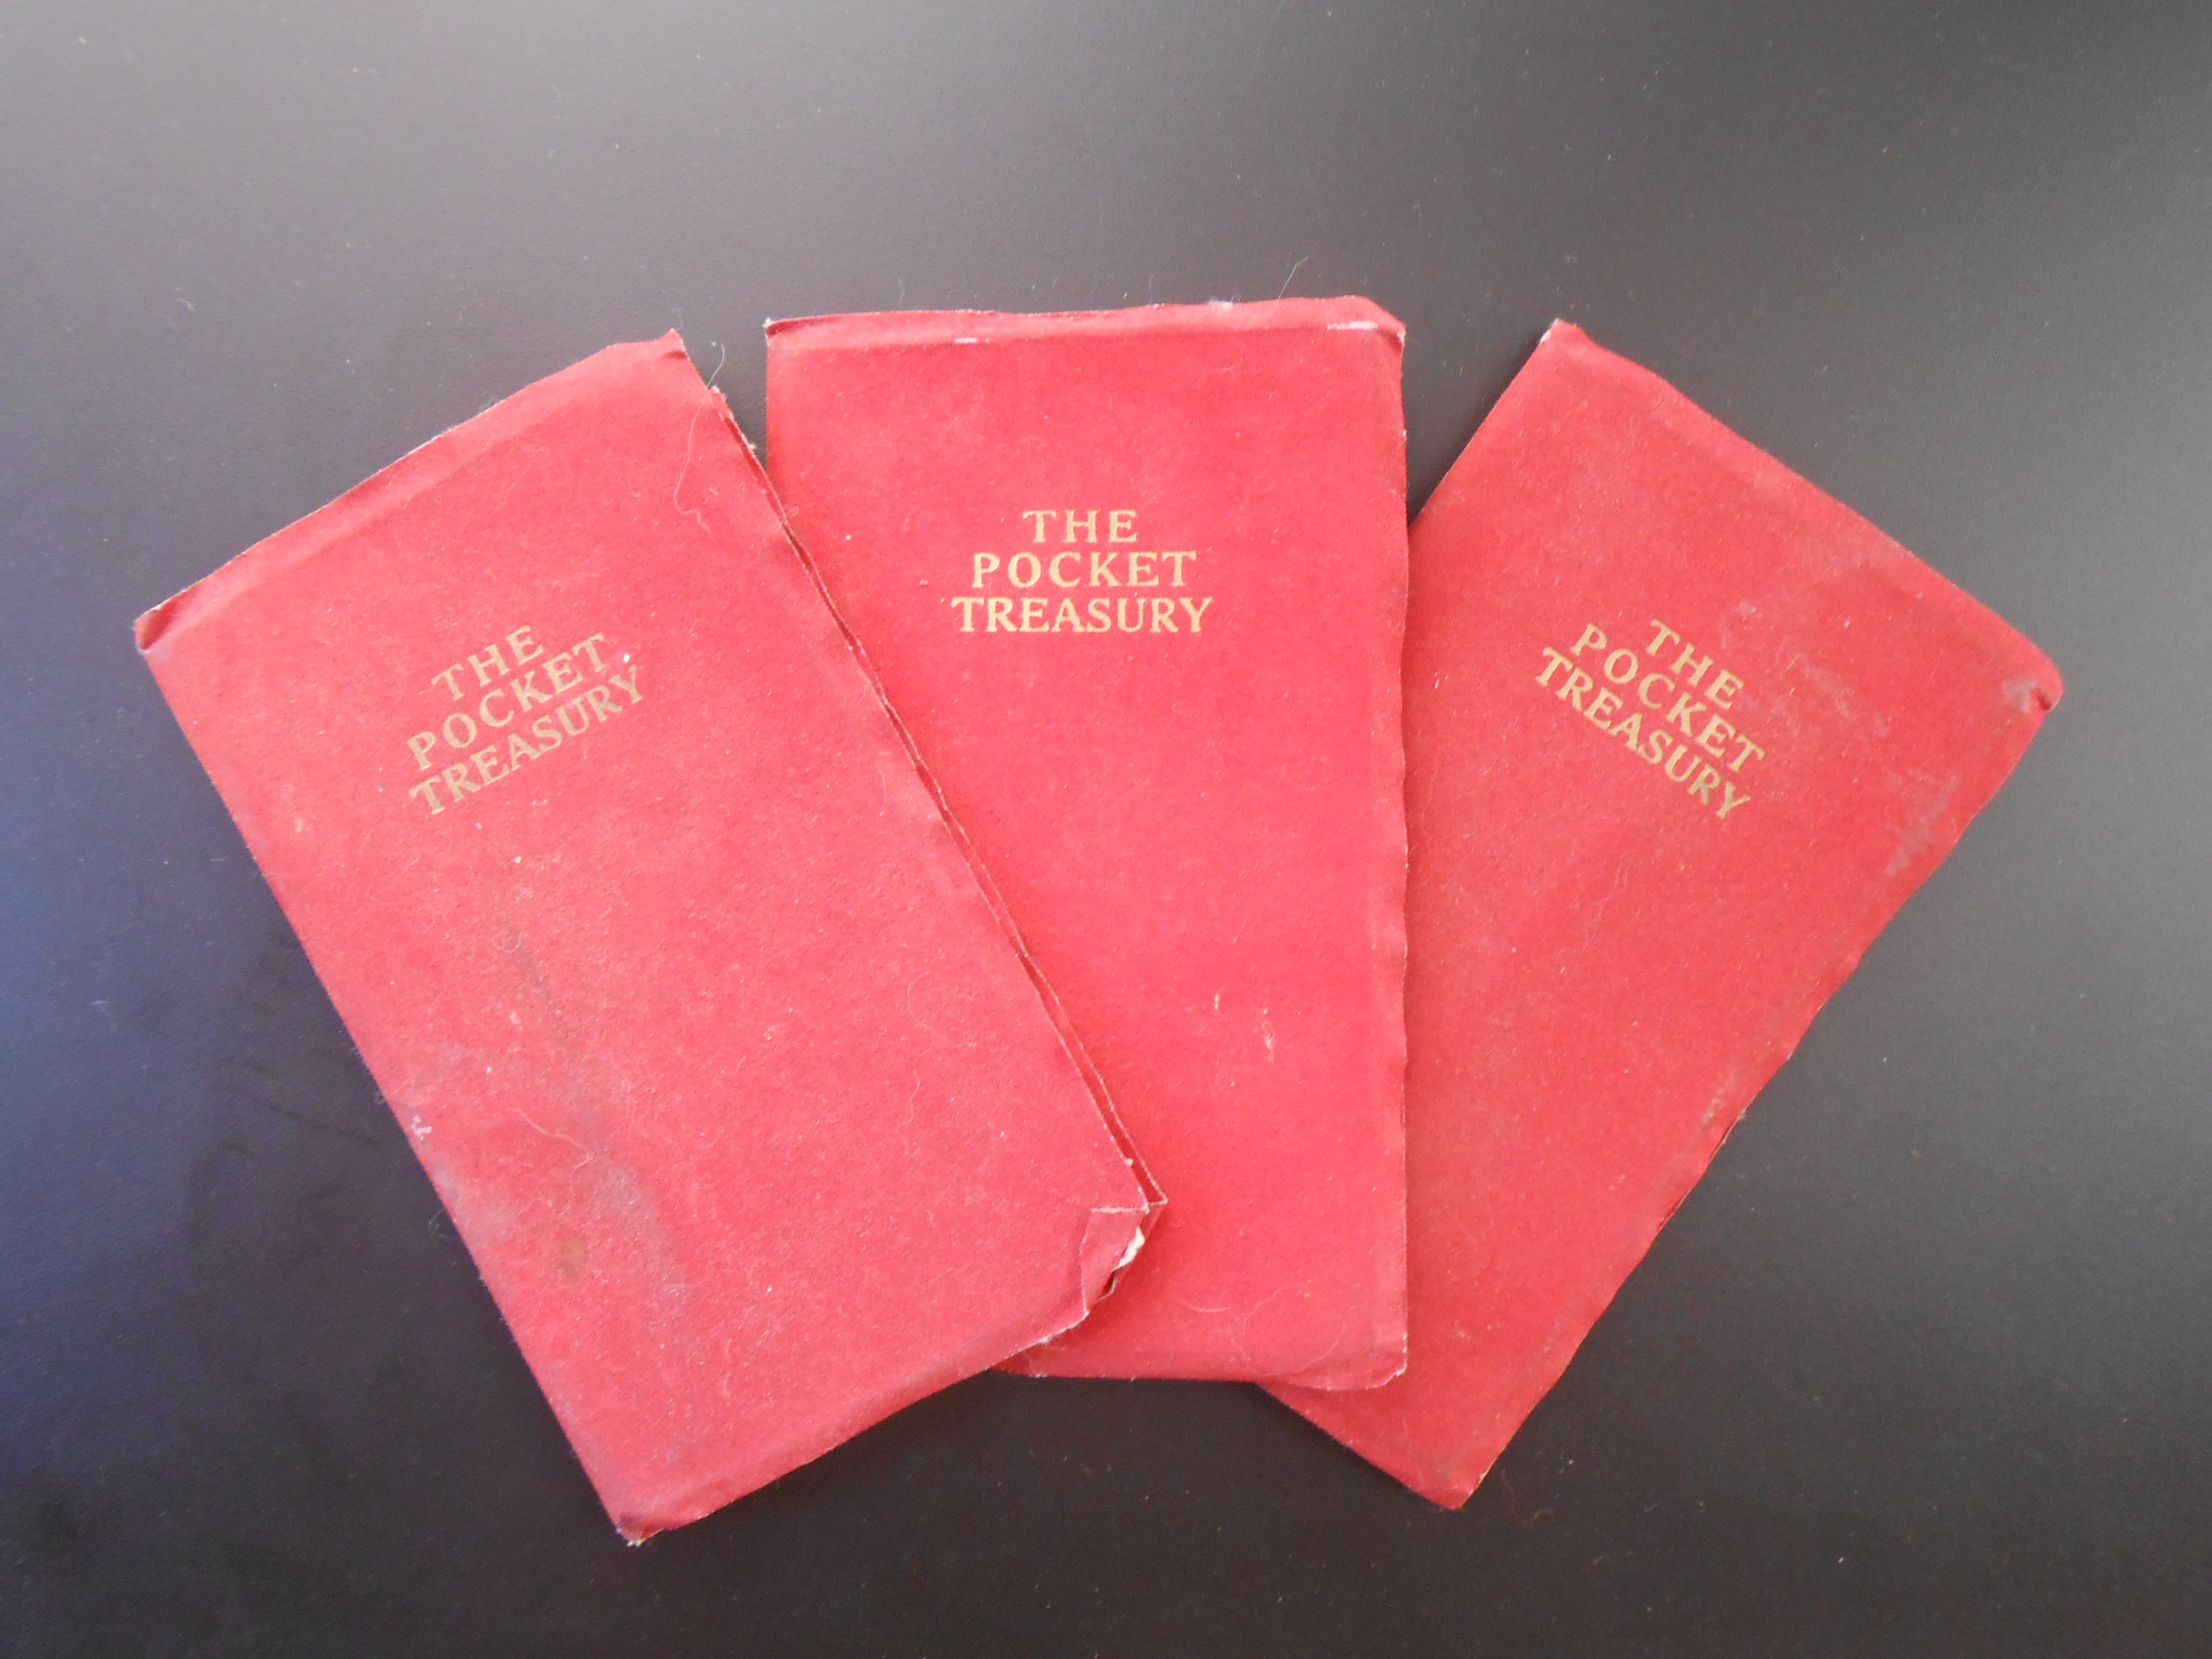 THE
POCKET
TREASURY
THE
POCKET
TREASURY
THE
POCKET
TREASURY